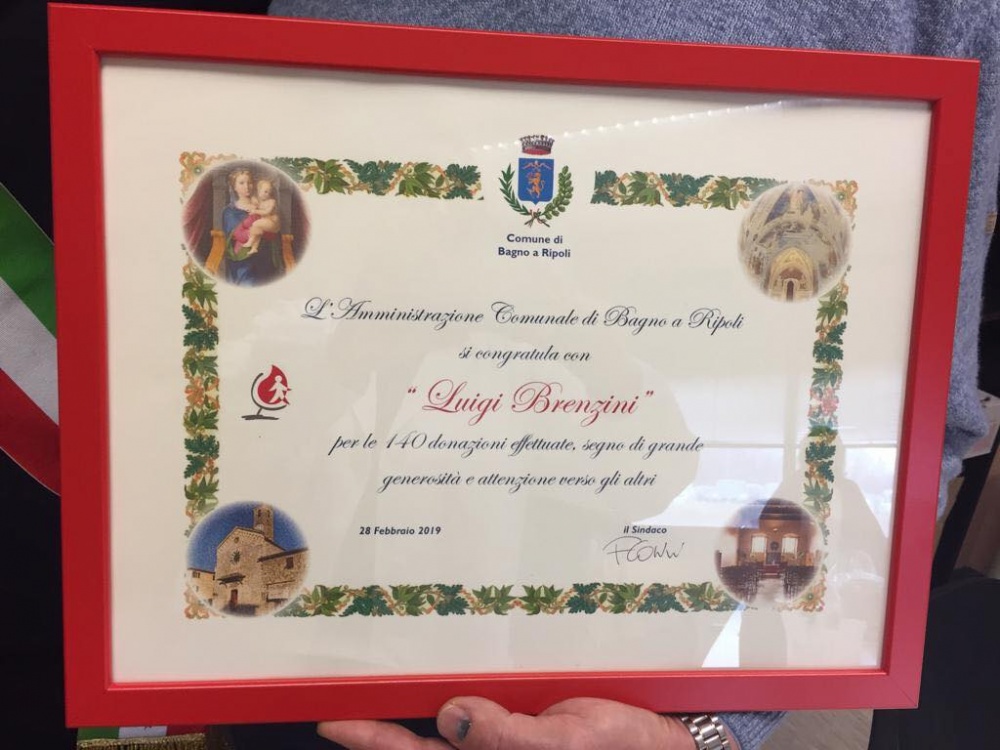 Comune di
Bagno a Ripoli
L'Amministrazione Comunale di Bagno a Ripoli
si congratula con
"Luigi Brenzini"
per le 140 donazioni effettuate, segno di grande
generosità e attenzione verso gli altri
28 Febbraio 2019
il Sindaco